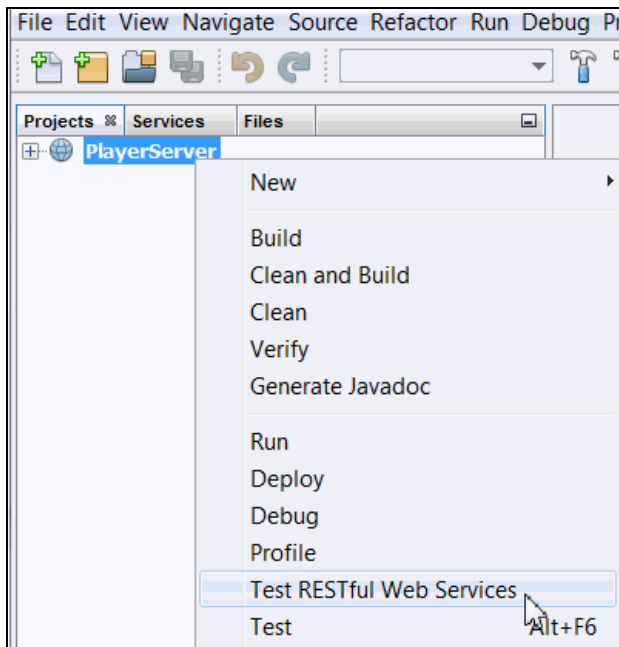 File Edit View Navigate Source Refactor Run Debug
Projects Services Files
PlayerServer
New
Build
Clean and Build
Clean
Verify
Generate Javadoc
Run
Deploy
Debug
Profile
Test RESTful Web Services
Test Alt+F6